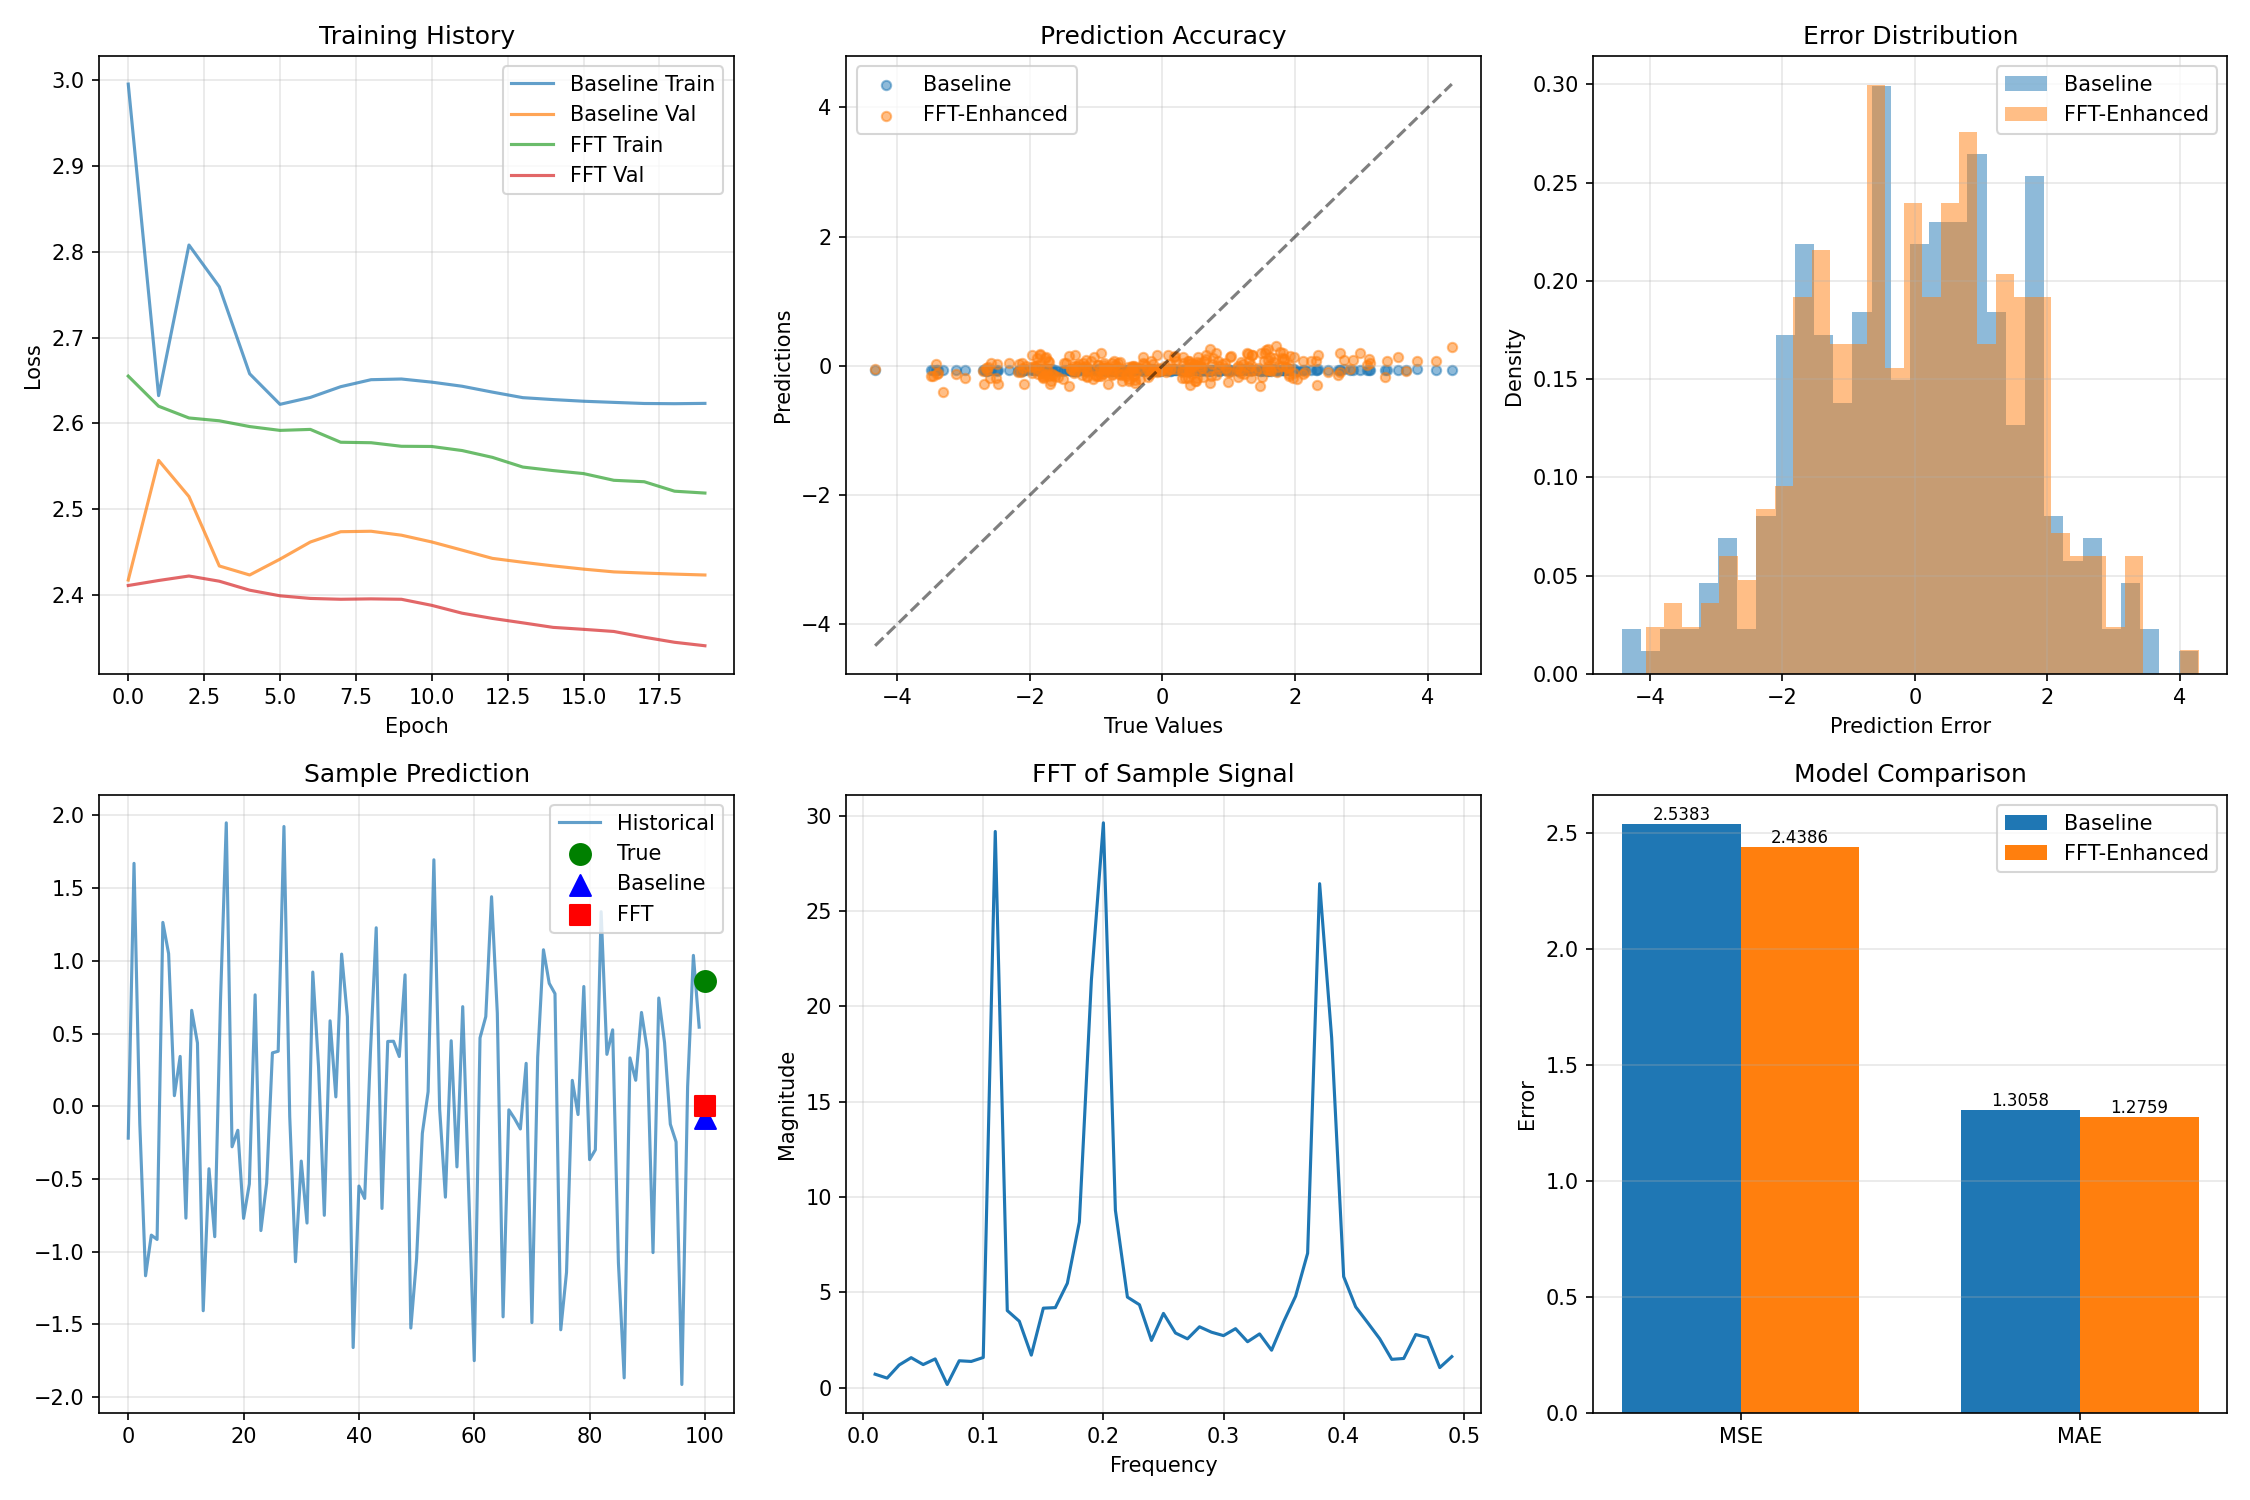 Training History
Loss
3.0
2.9
2.8
2.7
2.6
2.5
2.4
0.0 2.5 5.0 7.5 10.0 12.5 15.0 17.5
Epoch
Baseline Train
Baseline Val
FFT Train
FFT Val
Prediction Accuracy
Predictions
4
2
0
−2
−4
−4 −2 0 2 4
True Values
Baseline
FFT-Enhanced
Error Distribution
Density
0.30
0.25
0.20
0.15
0.10
0.05
0.00
−4 −2 0 2 4
Prediction Error
Baseline
FFT-Enhanced
Sample Prediction
2.0
1.5
1.0
0.5
0.0
−0.5
−1.0
−1.5
−2.0
0 20 40 60 80 100
Historical
True
Baseline
FFT
FFT of Sample Signal
Magnitude
30
25
20
15
10
5
0
0.0 0.1 0.2 0.3 0.4 0.5
Frequency
Model Comparison
Error
2.5
2.0
1.5
1.0
0.5
0.0
2.5383
2.4386
1.3058
1.2759
MSE MAE
Baseline
FFT-Enhanced